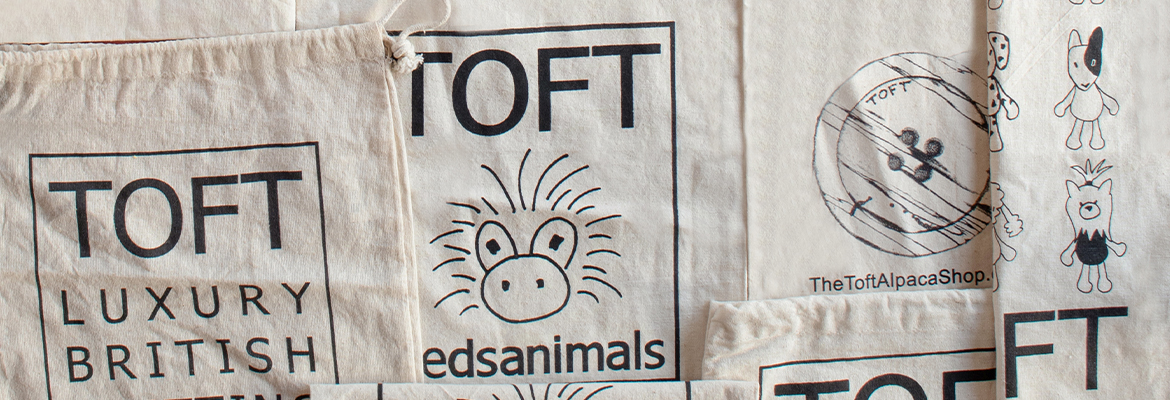 TOFT
LUXURY
BRITISH
TOFT
edsanimals
TOFT
TheToftAlpacaShop.
TOFT
FT